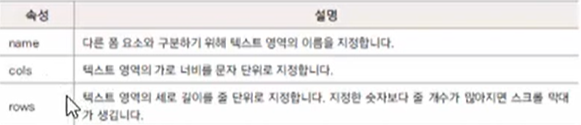 속성 설명
name 다른 폼 요소와 구분하기 위해 텍스트 영역의 이름을 지정합니다.
cols 텍스트 영역의 가로 너비를 문자 단위로 지정합니다.
rows 텍스트 영역의 세로 길이를 줄 단위로 지정합니다. 지정한 숫자보다 줄 개수가 많아지면 스크롤 막대
가 생깁니다.